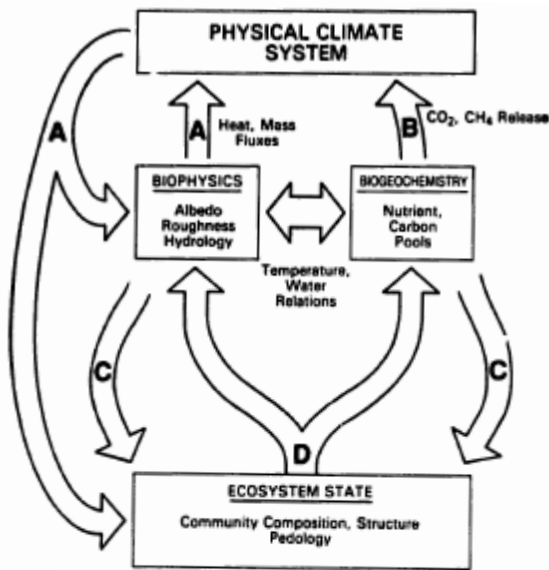 PHYSICAL CLIMATE
SYSTEM
A
A
Heat, Mass
Fluxes
B
CO₂, CH₄ Release
BIOPHYSICS
Albedo
Roughness
Hydrology
BIOGEOCHEMISTRY
Nutrient,
Carbon
Pools
Temperature,
Water
Relations
C
C
D
ECOSYSTEM STATE
Community Composition, Structure
Pedology